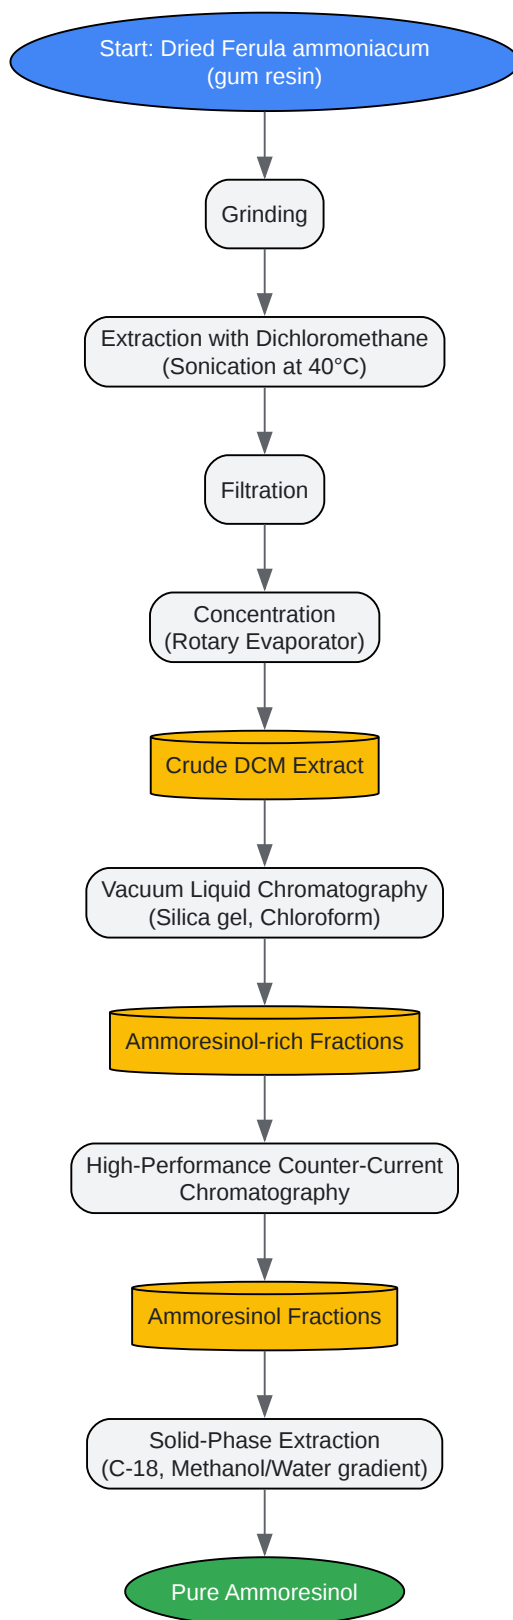 Start: Dried Ferula ammoniacum
(gum resin)
Grinding
Extraction with Dichloromethane
(Sonication at 40°C)
Filtration
Concentration
(Rotary Evaporator)
Crude DCM Extract
Vacuum Liquid Chromatography
(Silica gel, Chloroform)
Ammoresinol-rich Fractions
High-Performance Counter-Current
Chromatography
Ammoresinol Fractions
Solid-Phase Extraction
(C-18, Methanol/Water gradient)
Pure Ammoresinol